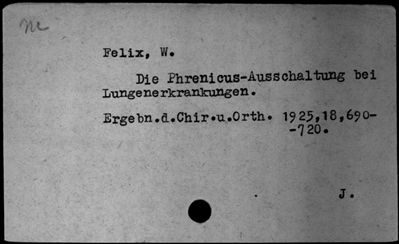 Felix, W.
Die Phrenicus-Ausschaltung bei
Lungenerkrankungen.
Ergebn.d.Chir.u.Orth. 1925,18,690-
-720.
J.